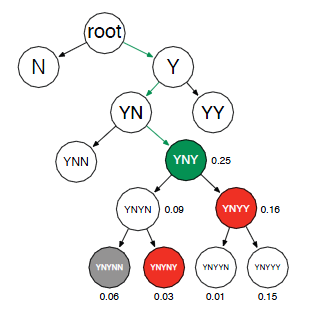 root
N Y
YN YY
YNN YNY 0.25
YNYN 0.09 YNYY 0.16
YNYNN YNYNY YNYYN YNYYY
0.06 0.03 0.01 0.15